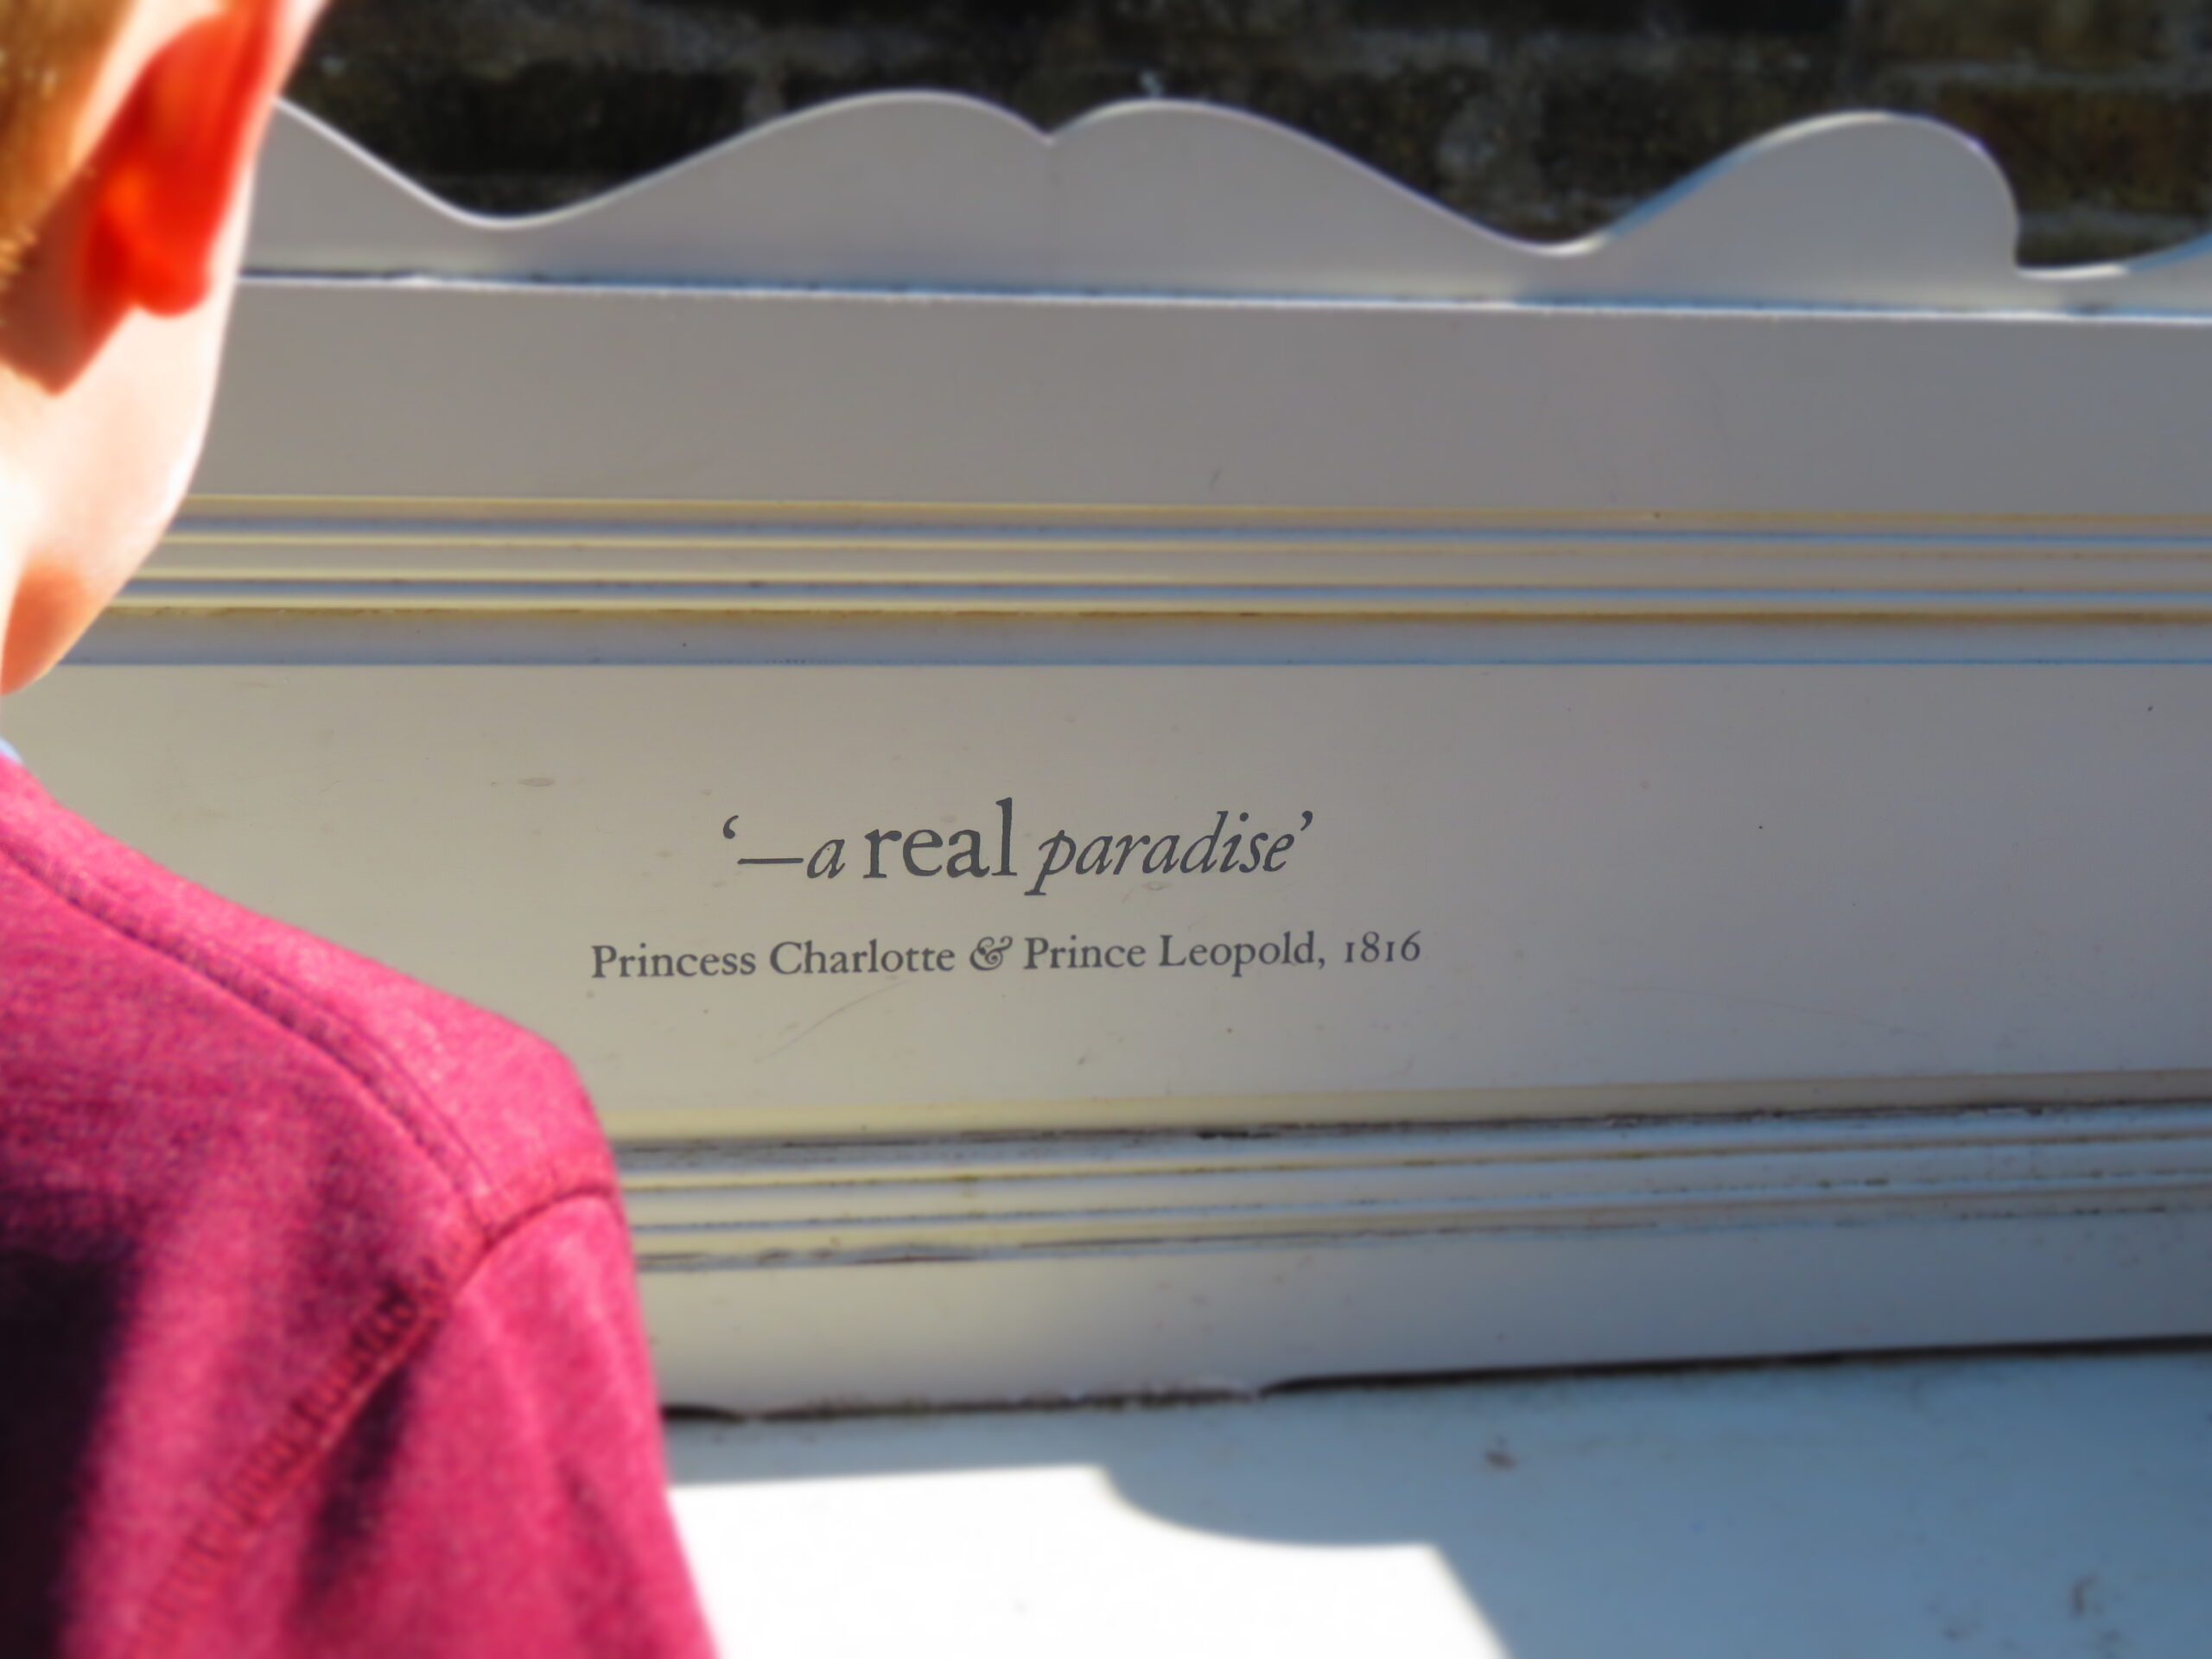 ‘—a real paradise’
Princess Charlotte & Prince Leopold, 1816